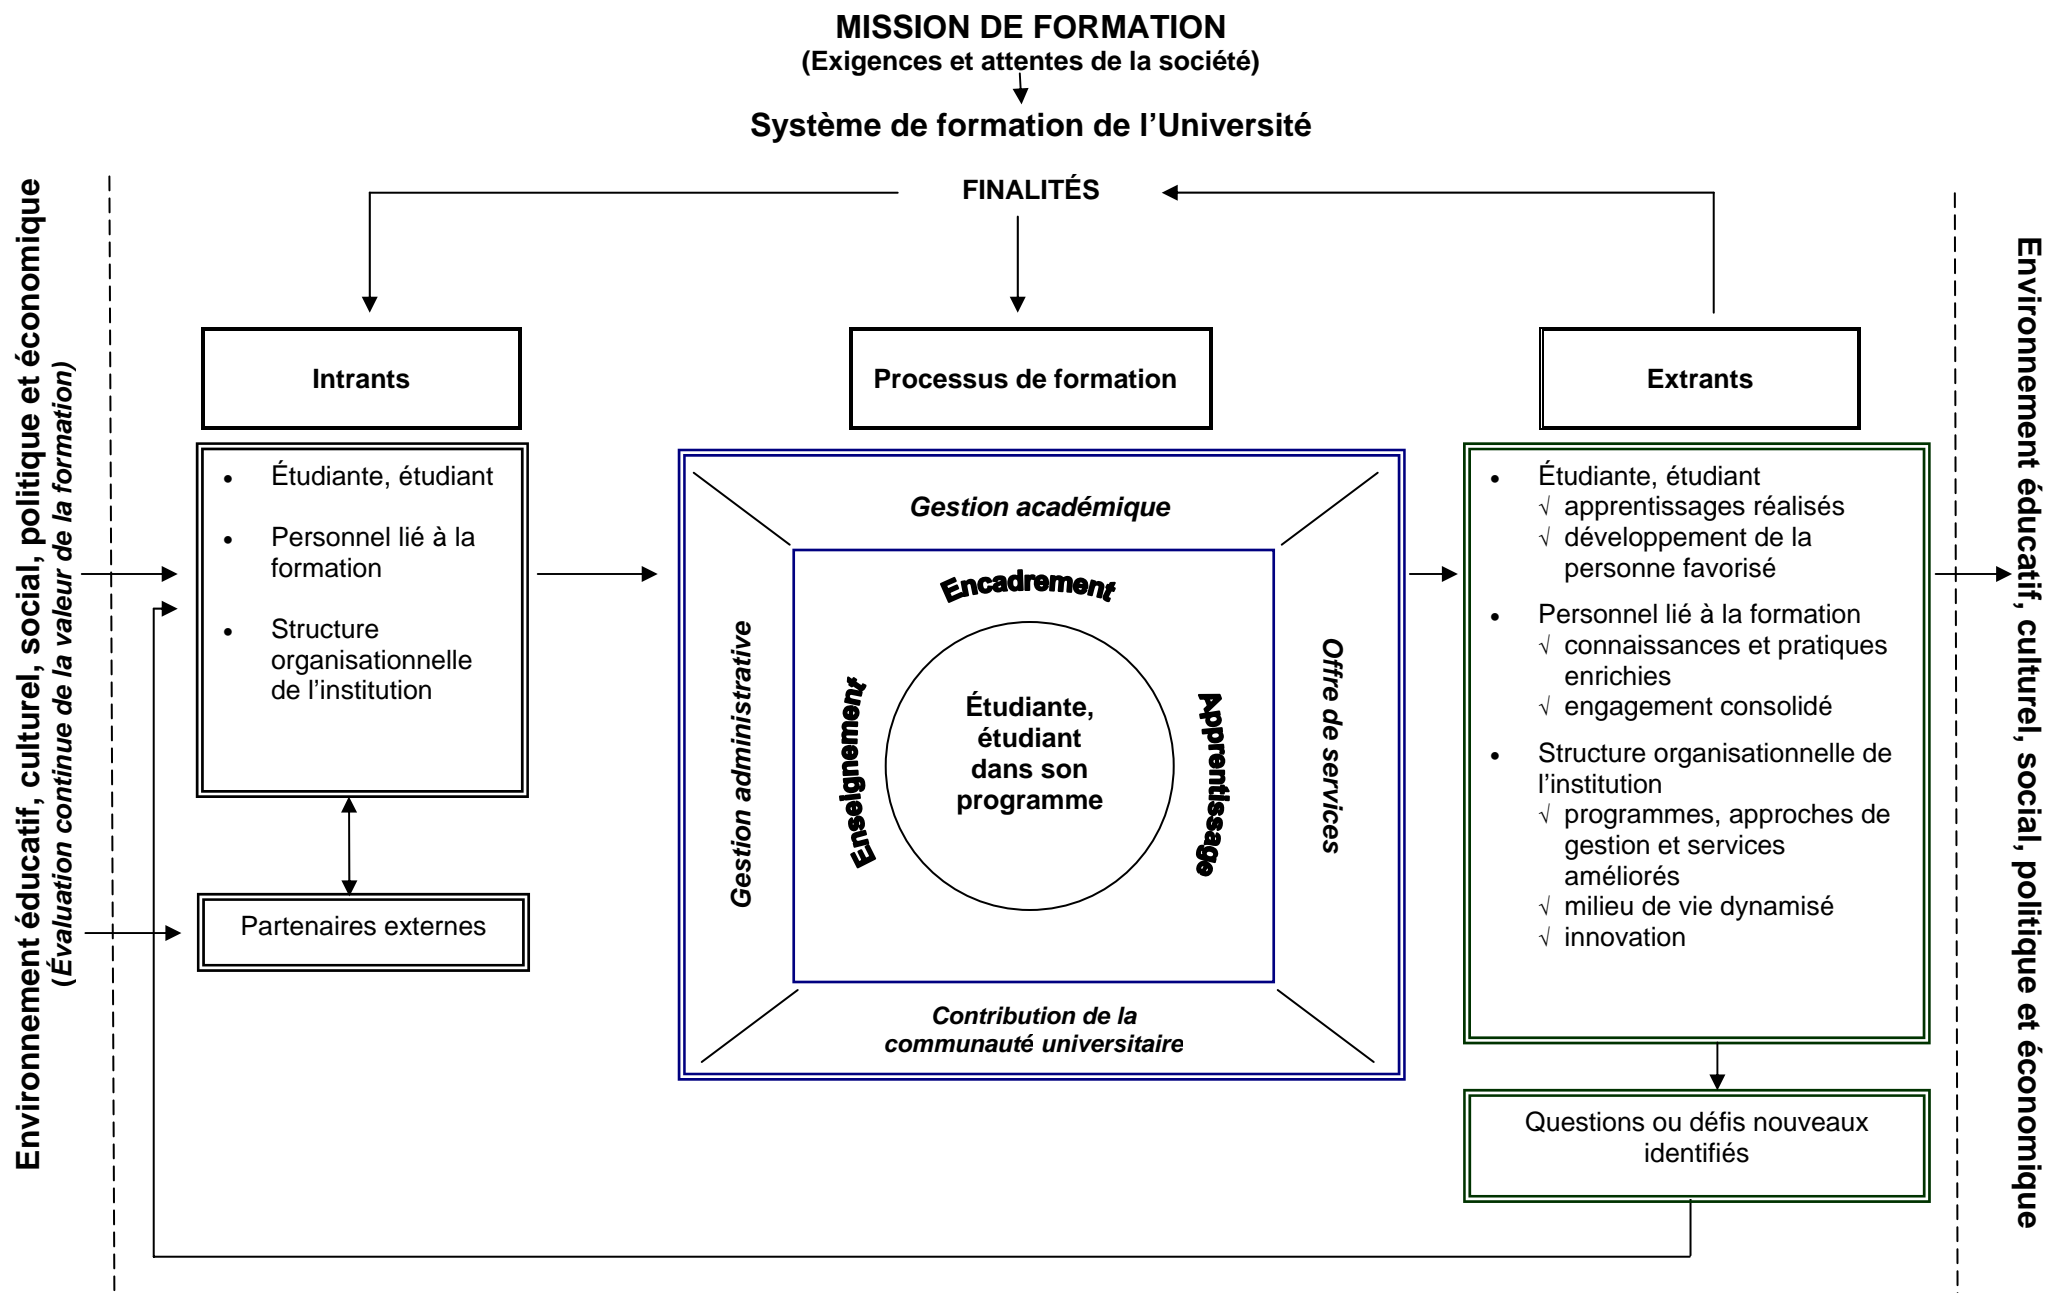 MISSION DE FORMATION
(Exigences et attentes de la société)
Système de formation de l'Université
FINALITÉS
Environnement éducatif, culturel, social, politique et économique
(Évaluation continue de la valeur de la formation)
Intrants
• Étudiante, étudiant
• Personnel lié à la
formation
• Structure
organisationnelle
de l'institution
Partenaires externes
Processus de formation
Gestion académique
Gestion administrative
Offre de services
Contribution de la
communauté universitaire
Encadrement
Enseignement
Apprentissage
Étudiante,
étudiant
dans son
programme
Extrants
• Étudiante, étudiant
√ apprentissages réalisés
√ développement de la
personne favorisé
• Personnel lié à la formation
√ connaissances et pratiques
enrichies
√ engagement consolidé
• Structure organisationnelle de
l'institution
√ programmes, approches de
gestion et services
améliorés
√ milieu de vie dynamisé
√ innovation
Questions ou défis nouveaux
identifiés
Environnement éducatif, culturel, social, politique et économique